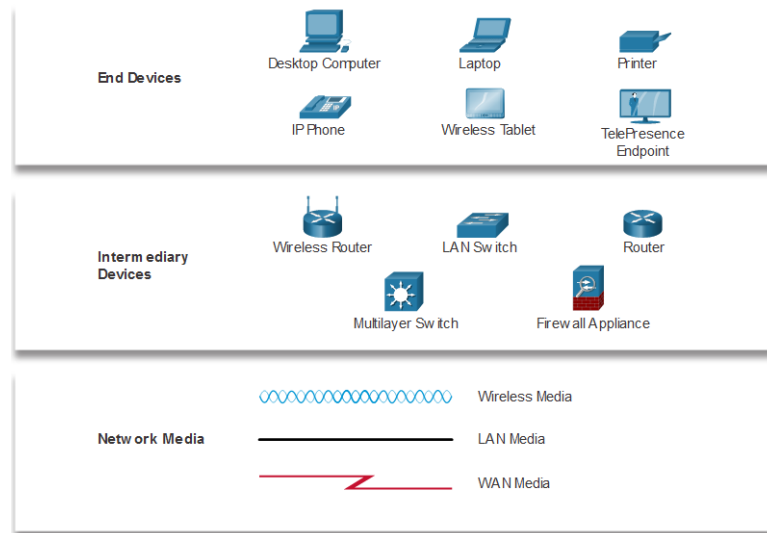 End Devices
Desktop Computer
Laptop
Printer
IP Phone
Wireless Tablet
TelePresence
Endpoint
Intermediary
Devices
Wireless Router
LAN Switch
Router
Multilayer Switch
Firewall Appliance
Network Media
Wireless Media
LAN Media
WAN Media